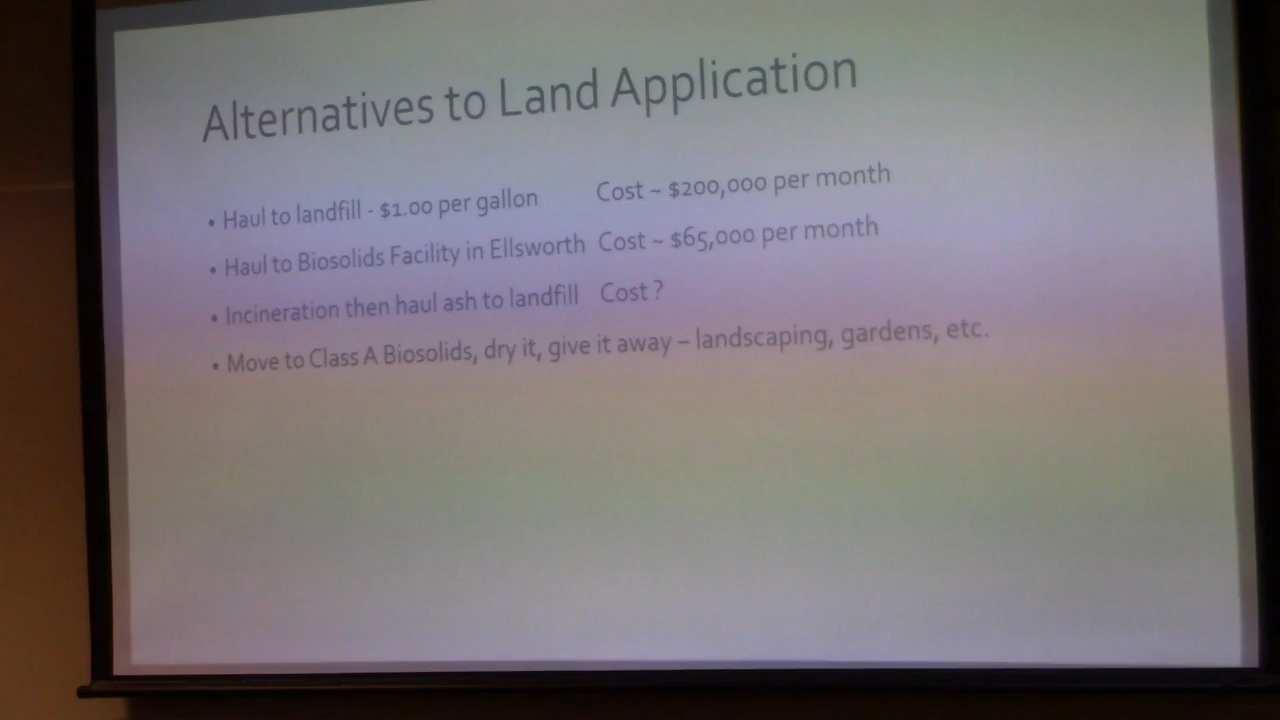 Alternatives to Land Application
• Haul to landfill - $1.00 per gallon Cost ~ $200,000 per month
• Haul to Biosolids Facility in Ellsworth Cost ~ $65,000 per month
• Incineration then haul ash to landfill Cost ?
• Move to Class A Biosolids, dry it, give it away – landscaping, gardens, etc.